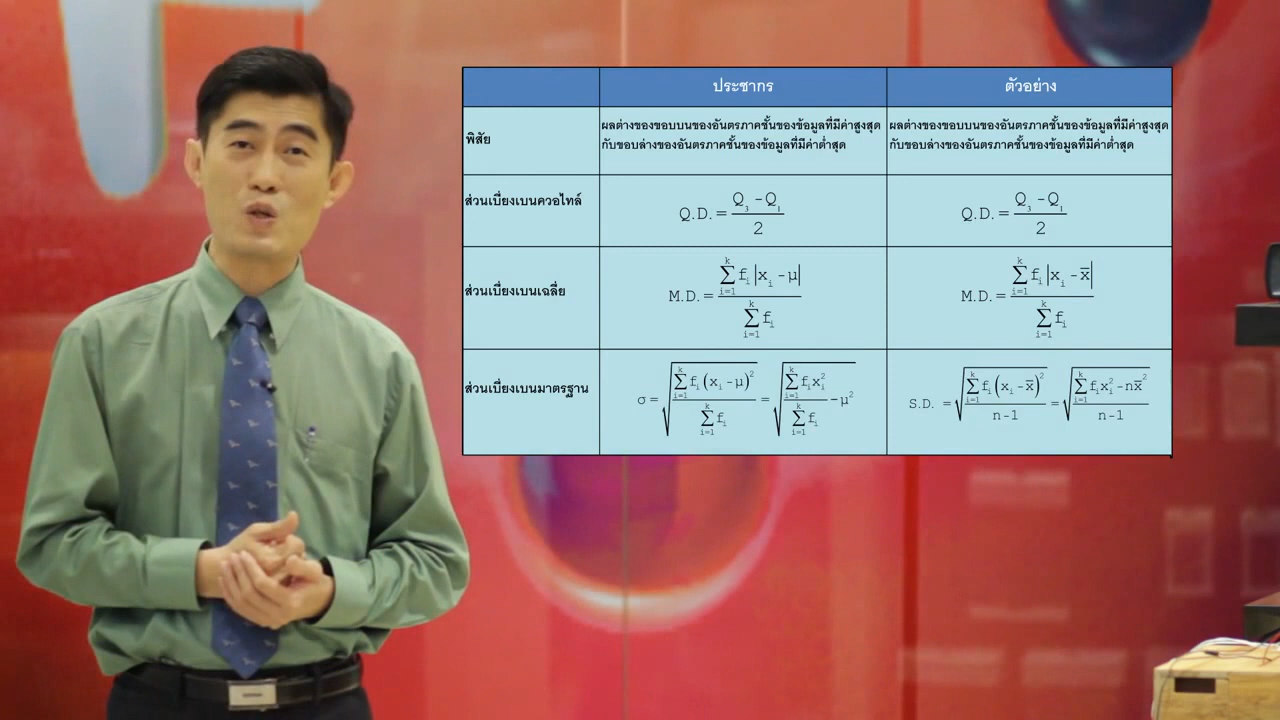 ประชากร ตัวอย่าง
พิสัย ผลต่างของขอบบนของอันตรภาคชั้นของข้อมูลที่มีค่าสูงสุด ผลต่างของขอบบนของอันตรภาคชั้นของข้อมูลที่มีค่าสูงสุด
กับขอบล่างของอันตรภาคชั้นของข้อมูลที่มีค่าต่ำสุด กับขอบล่างของอันตรภาคชั้นของข้อมูลที่มีค่าต่ำสุด
ส่วนเบี่ยงเบนควอไทล์ Q.D. = (Q₃ - Q₁)/2 Q.D. = (Q₃ - Q₁)/2
ส่วนเบี่ยงเบนเฉลี่ย M.D. = ∑ᵢ₌₁ᵏ fᵢ|xᵢ - μ| / ∑ᵢ₌₁ᵏ fᵢ M.D. = ∑ᵢ₌₁ᵏ fᵢ|xᵢ - x̄| / ∑ᵢ₌₁ᵏ fᵢ
ส่วนเบี่ยงเบนมาตรฐาน σ = √(∑ᵢ₌₁ᵏ fᵢ(xᵢ - μ)² / ∑ᵢ₌₁ᵏ fᵢ) = √(∑ᵢ₌₁ᵏ fᵢxᵢ² / ∑ᵢ₌₁ᵏ fᵢ - μ²) S.D. = √(∑ᵢ₌₁ᵏ fᵢ(xᵢ - x̄)² / (n-1)) = √((∑ᵢ₌₁ᵏ fᵢxᵢ² - nx̄²) / (n-1))